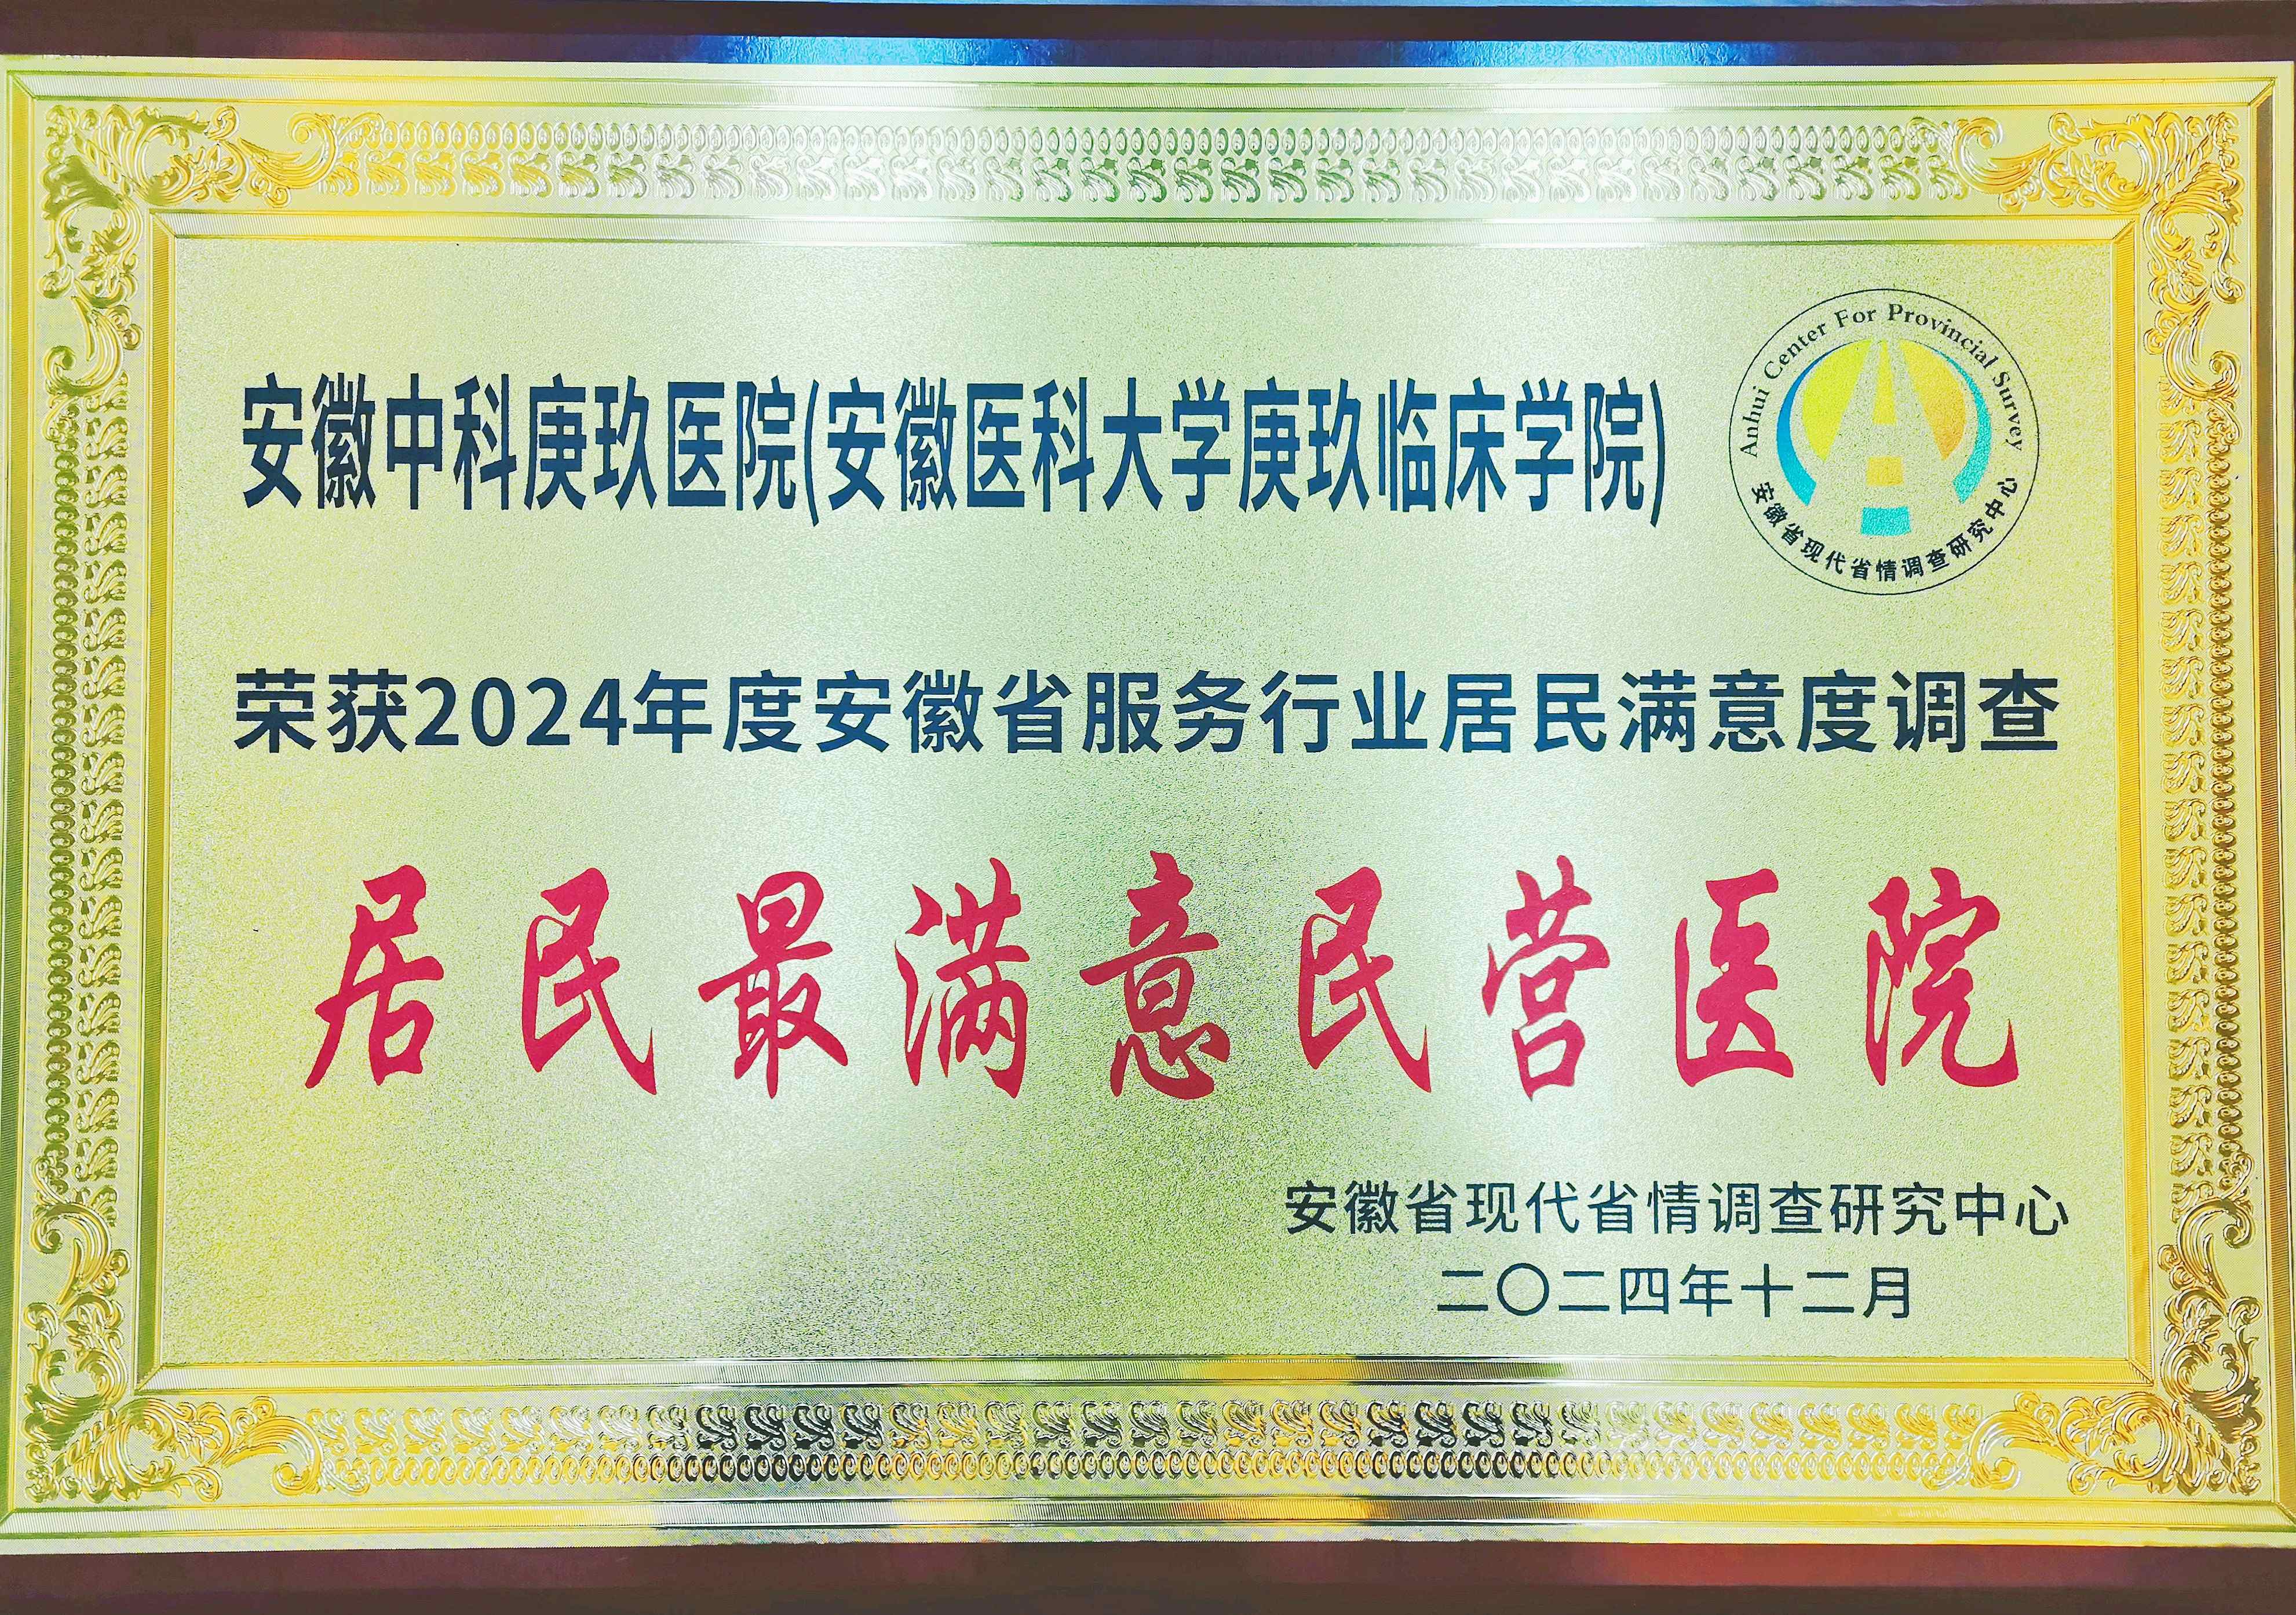 安徽中科庚玖医院(安徽医科大学庚玖临床学院)
Anhui Center For Provincial Survey
安徽省现代省情调查研究中心
荣获2024年度安徽省服务行业居民满意度调查
居民最满意民营医院
安徽省现代省情调查研究中心
二〇二四年十二月